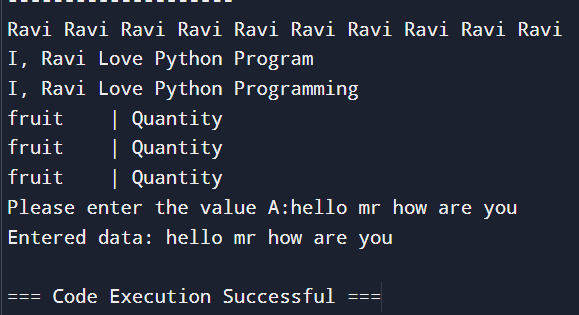 --------------------
Ravi Ravi Ravi Ravi Ravi Ravi Ravi Ravi Ravi Ravi
I, Ravi Love Python Program
I, Ravi Love Python Programming
fruit    | Quantity
fruit    | Quantity
fruit    | Quantity
Please enter the value A:hello mr how are you
Entered data: hello mr how are you

=== Code Execution Successful ===